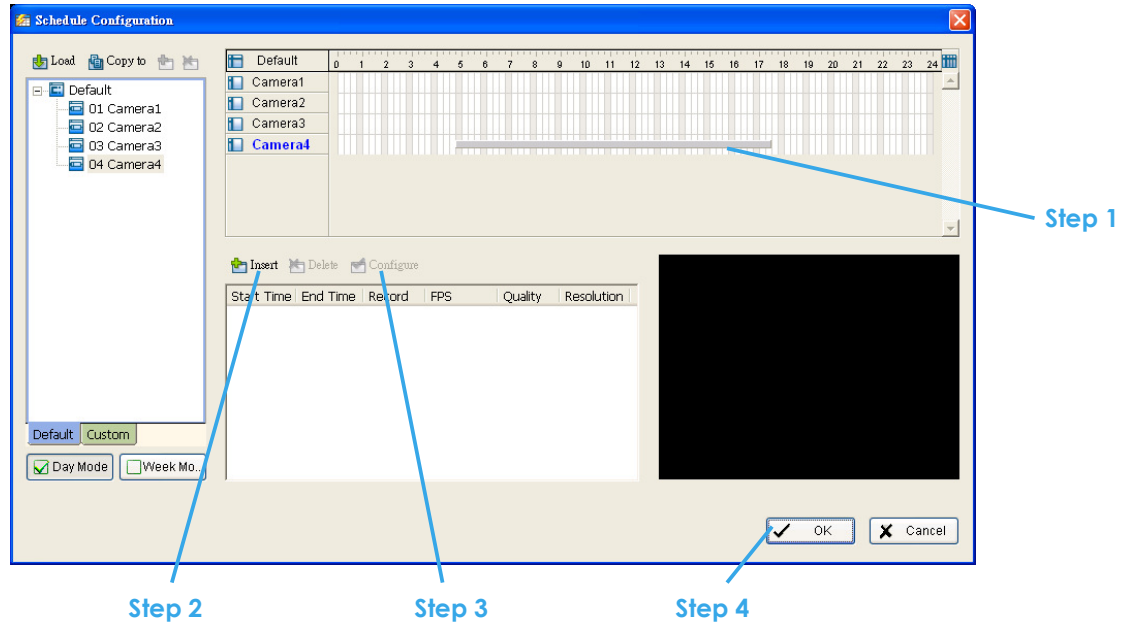 Schedule Configuration
Load Copy to
Default
01 Camera1
02 Camera2
03 Camera3
04 Camera4
Default Custom
Day Mode Week Mo..
Default 0 1 2 3 4 5 6 7 8 9 10 11 12 13 14 15 16 17 18 19 20 21 22 23 24
Camera1
Camera2
Camera3
Camera4
Step 1
Insert Delete Configure
Start Time End Time Record FPS Quality Resolution
OK Cancel
Step 2 Step 3 Step 4